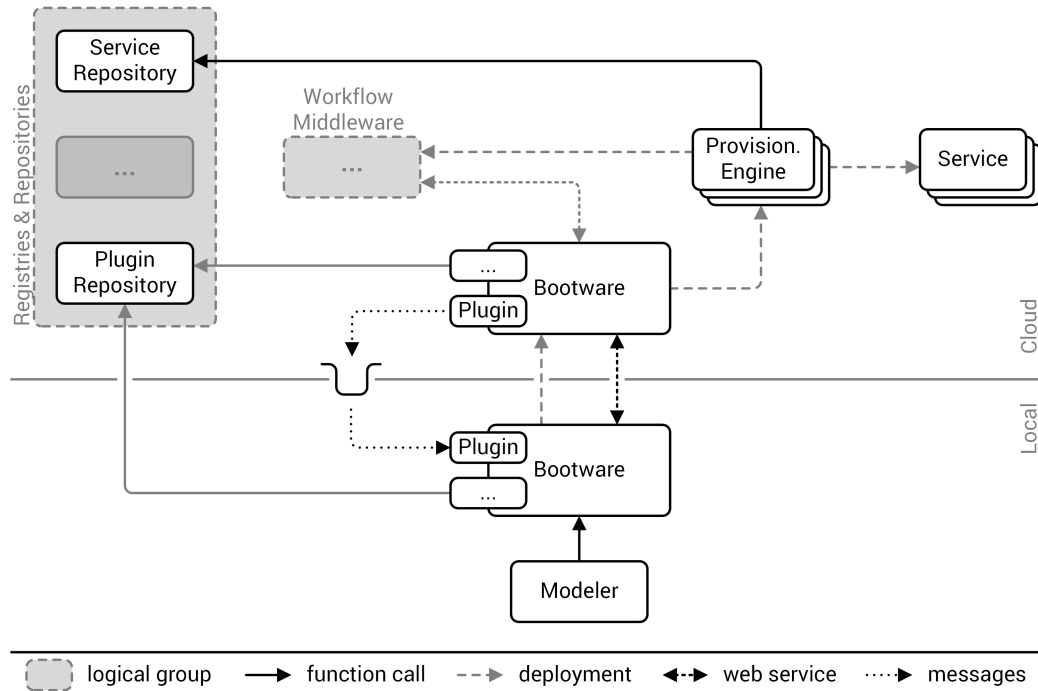 Service
Repository
...
Plugin
Repository
Registries & Repositories
Workflow
Middleware
...
Provision.
Engine
Service
...
Bootware
Plugin
Cloud
Local
Plugin
Bootware
...
Modeler
logical group
function call
deployment
web service
messages